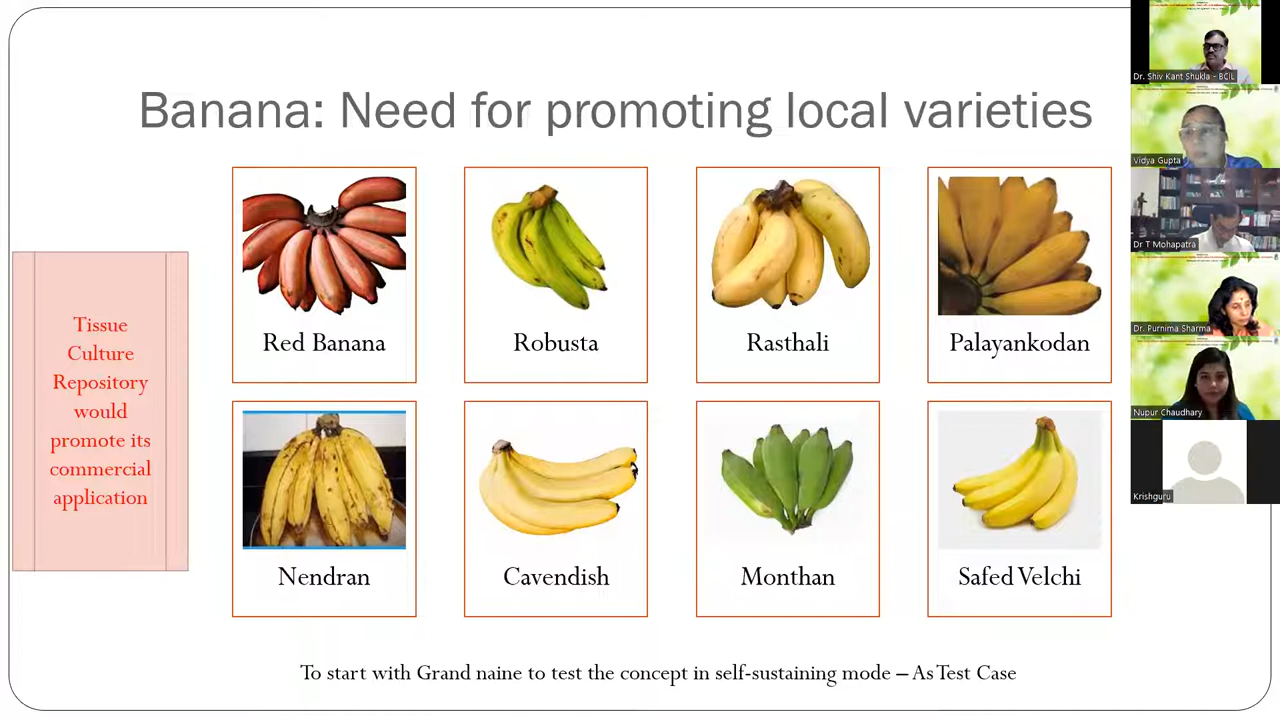 Banana: Need for promoting local varieties
Tissue
Culture
Repository
would
promote its
commercial
application
Red Banana
Robusta
Rasthali
Palayankodan
Nendran
Cavendish
Monthan
Safed Velchi
To start with Grand naine to test the concept in self-sustaining mode – As Test Case
Dr. Shiv Kant Shukla - BCIL
Vidya Gupta
Dr T Mohapatra
Dr. Purnima Sharma
Nupur Chaudhary
Krishguru